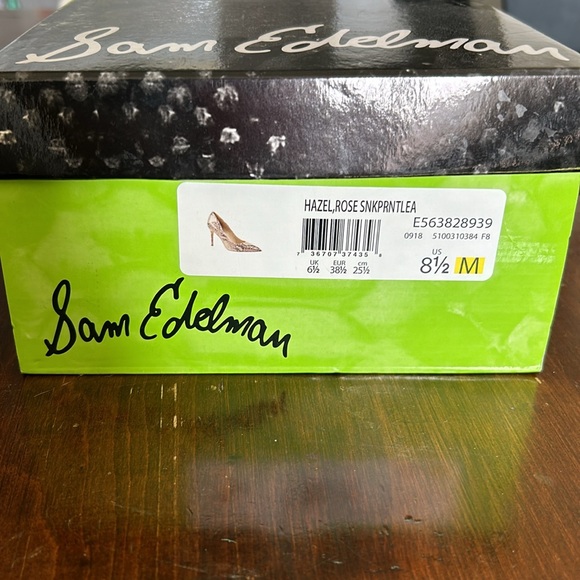 Sam Edelman
HAZEL,ROSE SNKPRNTLEA
E563828939
0918 5100310384 F8
7 36707 37435 8
UK EUR cm US
6½ 38½ 25½ 8½ M
Sam Edelman